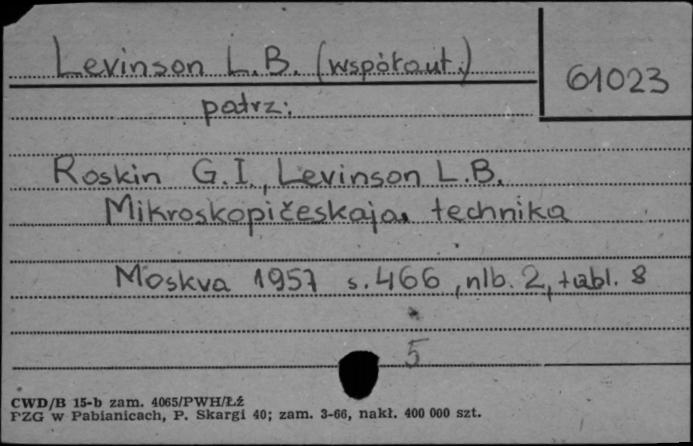 Levinson L.B. (współaut.)
61023
patrz:
Roskin G.I., Levinson L.B.
Mikroskopičeskaja technika
Moskva 1957 s. 466, nlb. 2, tabl. 8
5
CWD/B 15-b zam. 4065/PWH/Łź
PZG w Pabianicach, P. Skargi 40; zam. 3-66, nakł. 400 000 szt.